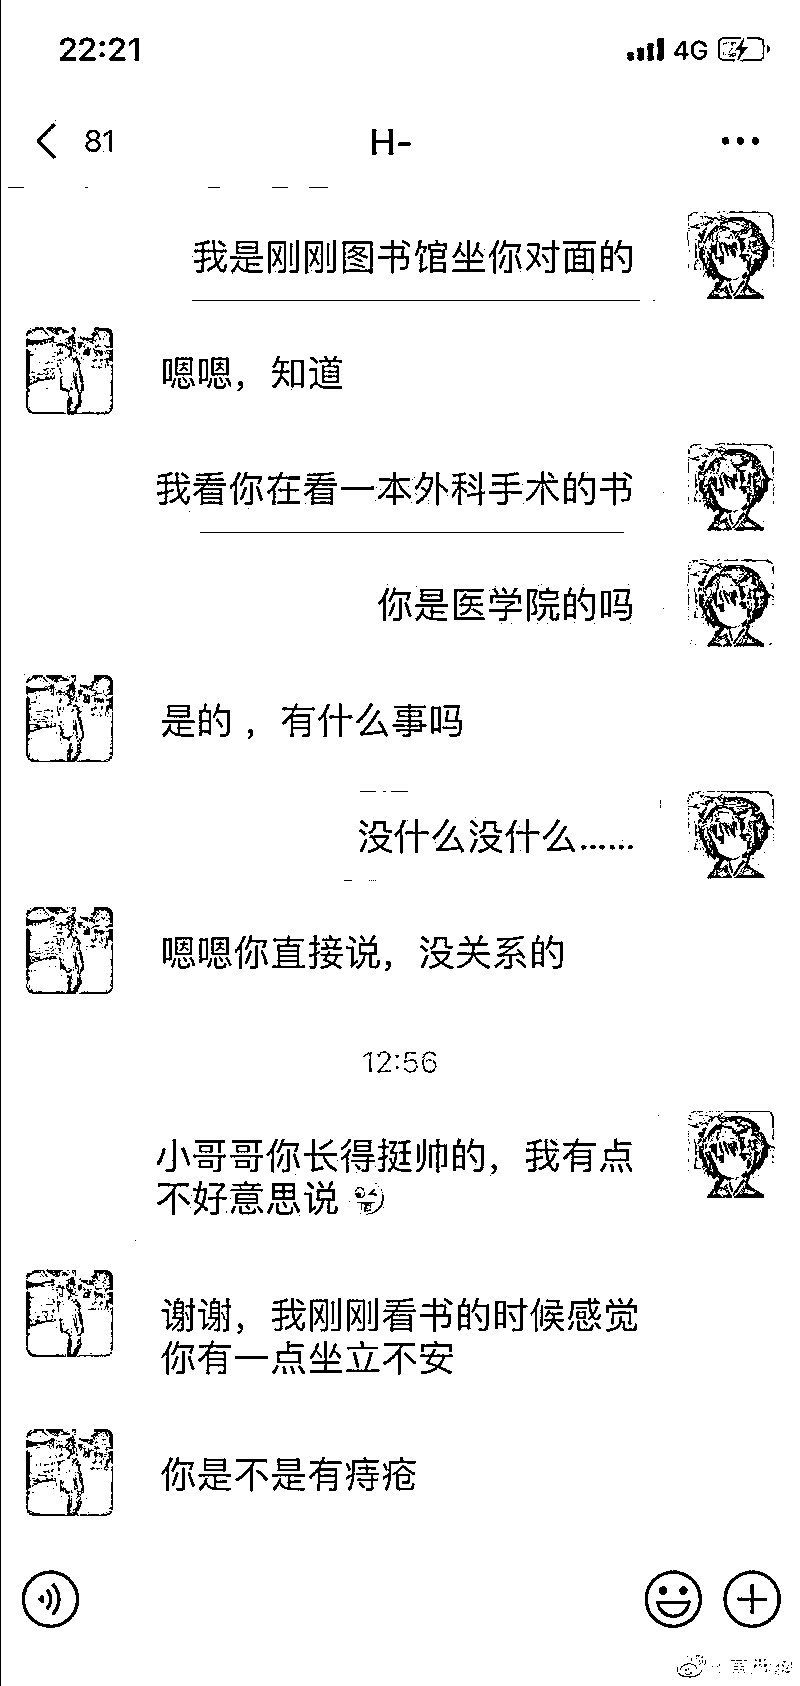 22:21
4G
81
H-
我是刚刚图书馆坐你对面的
嗯嗯，知道
我看你在看一本外科手术的书
你是医学院的吗
是的 ，有什么事吗
没什么没什么......
嗯嗯你直接说，没关系的
12:56
小哥哥你长得挺帅的，我有点
不好意思说
谢谢，我刚刚看书的时候感觉
你有一点坐立不安
你是不是有痔疮